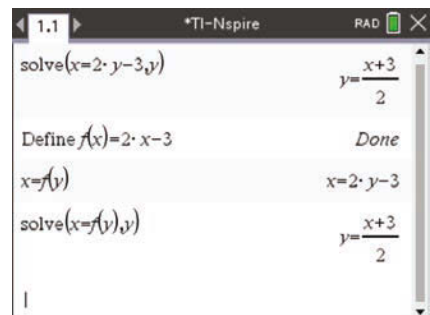 1.1 *TI-Nspire RAD
solve(x=2· y−3,y) y=x+3/2
Define f(x)=2· x−3 Done
x=f(y) x=2· y−3
solve(x=f(y),y) y=x+3/2